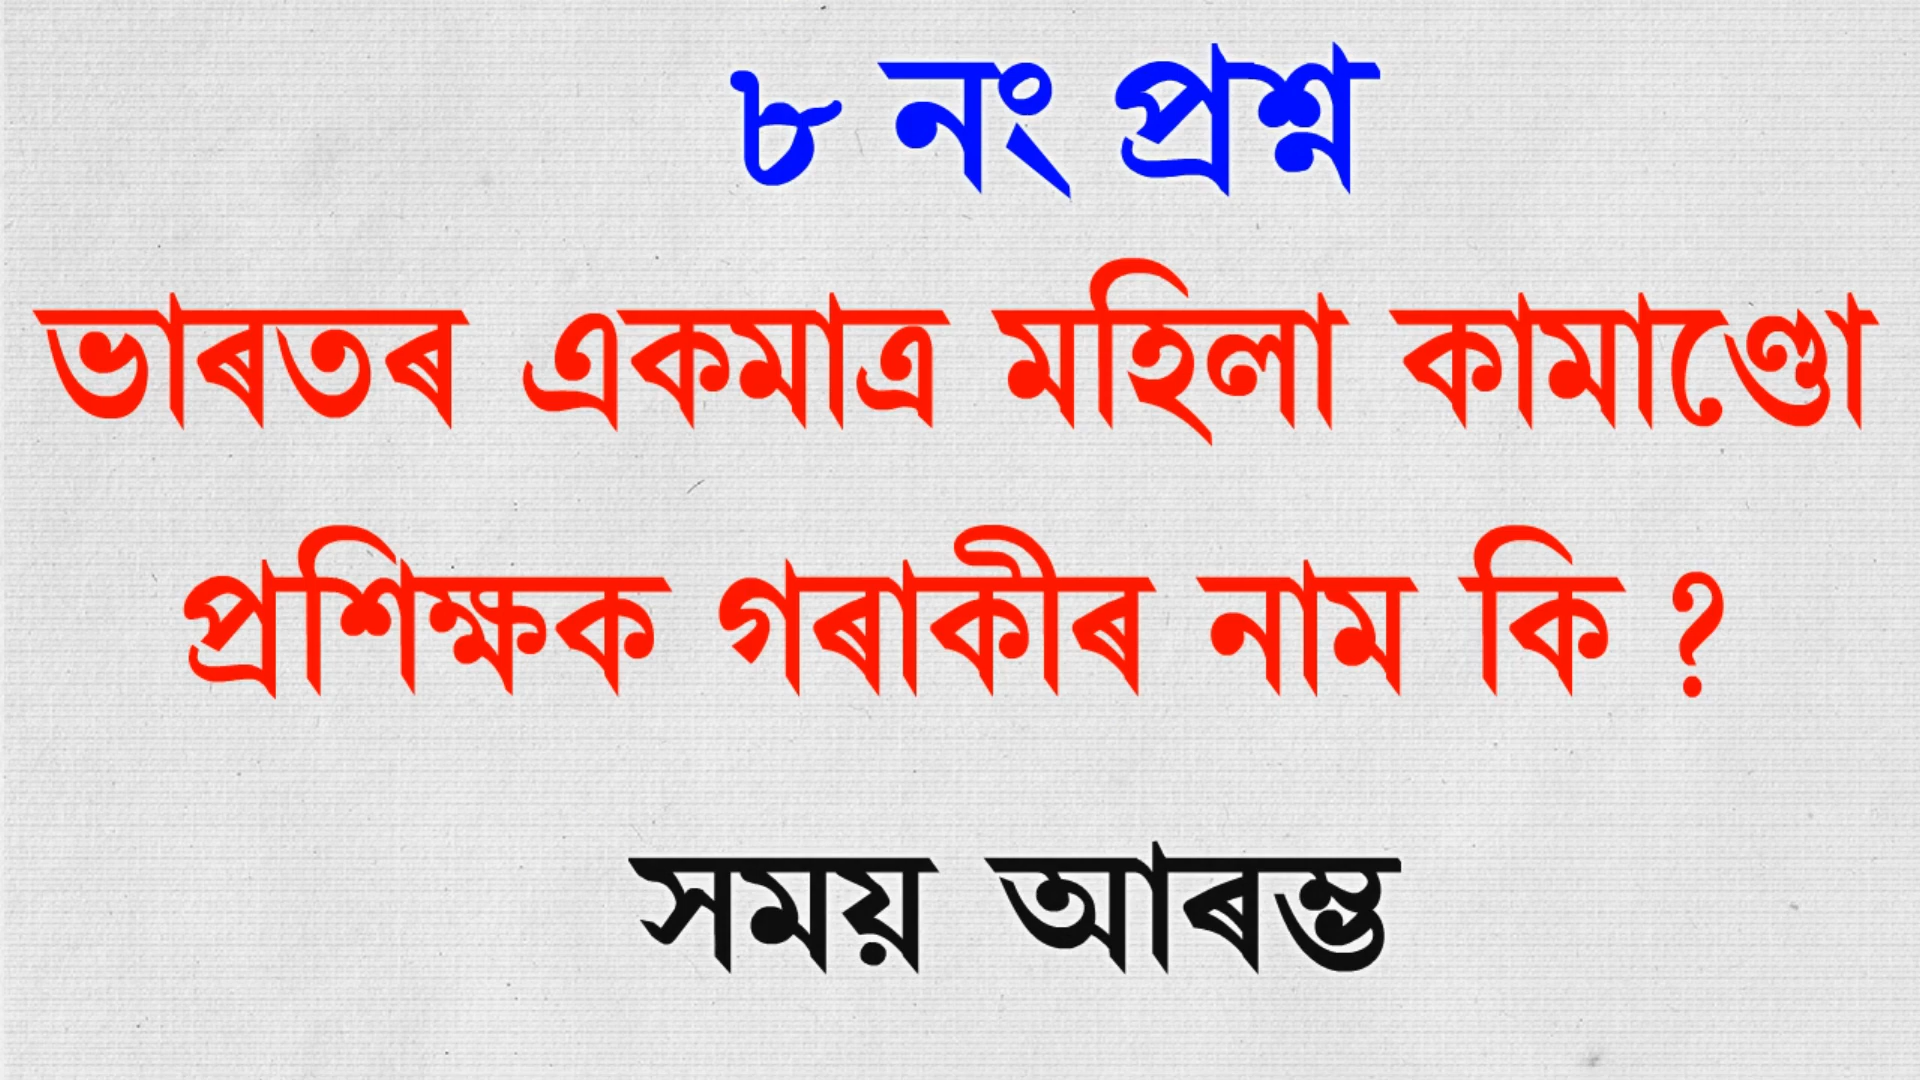 ৮ নং প্ৰশ্ন
ভাৰতৰ একমাত্ৰ মহিলা কামাণ্ডো
প্ৰশিক্ষক গৰাকীৰ নাম কি ?
সময় আৰম্ভ